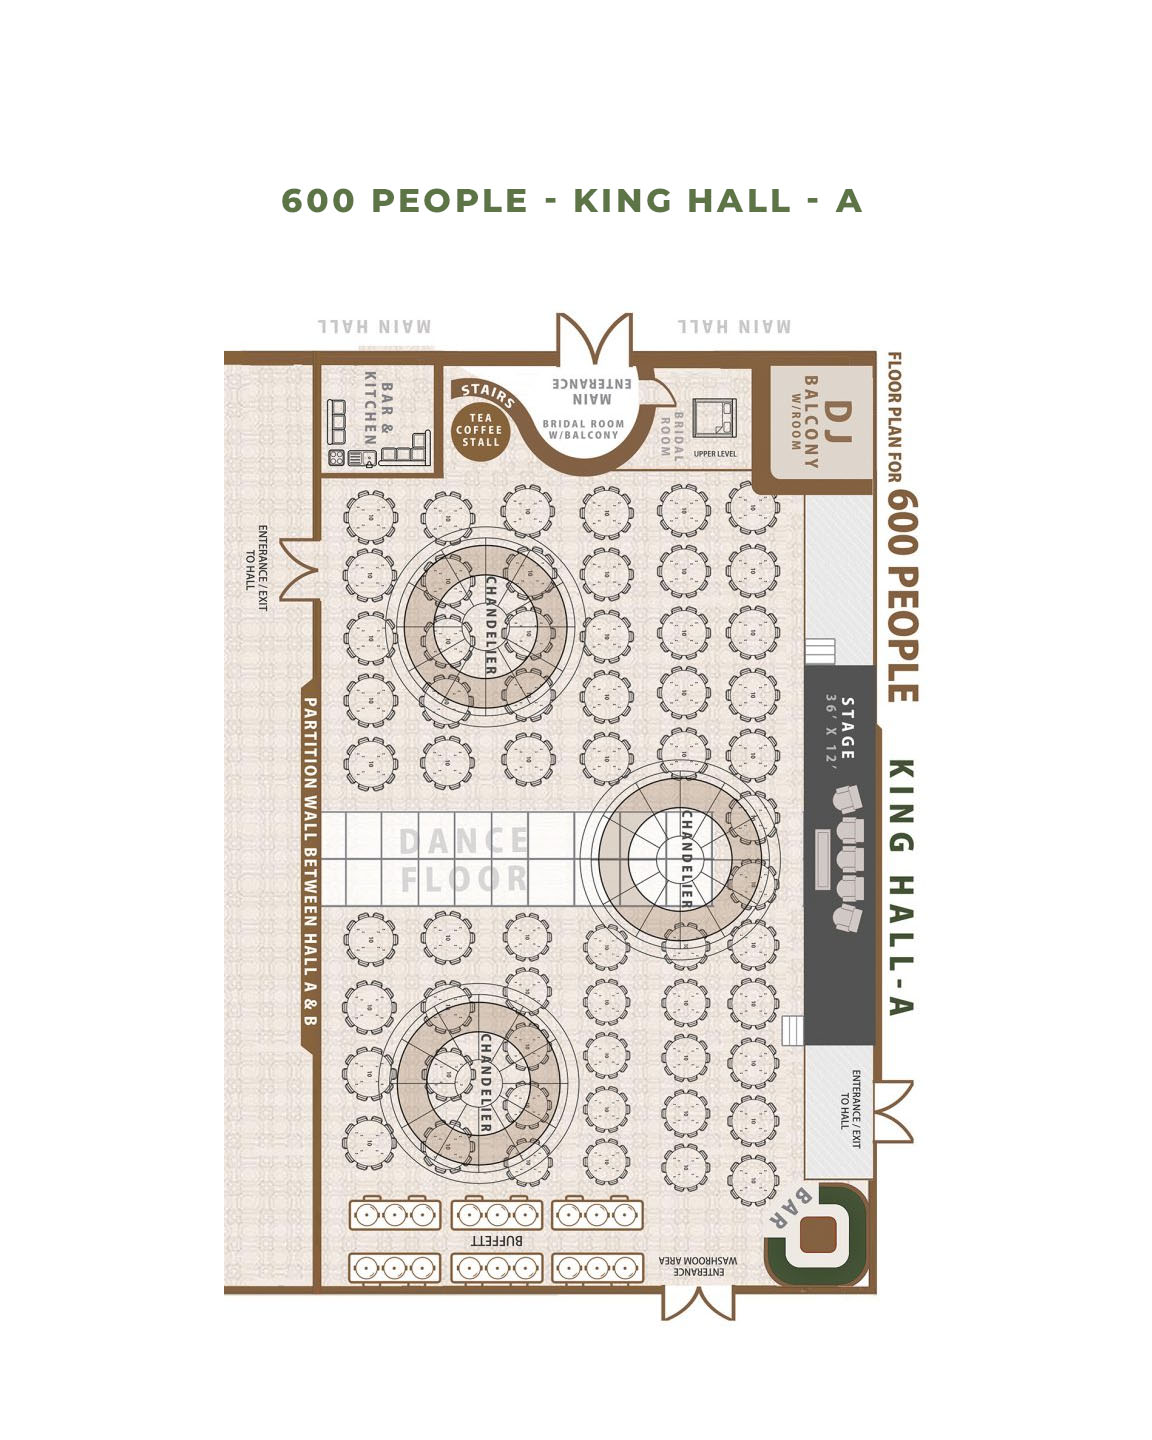 600 PEOPLE - KING HALL - A
MAIN HALL
MAIN HALL
BAR &
KITCHEN
STAIRS
TEA
COFFEE
STALL
MAIN
ENTERANCE
BRIDAL ROOM
W/BALCONY
BRIDAL
ROOM
UPPER LEVEL
DJ
BALCONY
W/ROOM
FLOOR PLAN FOR 600 PEOPLE
KING HALL-A
ENTERANCE / EXIT
TO HALL
CHANDELIER
PARTITION WALL BETWEEN HALL A & B
STAGE
36' X 12'
DANCE
FLOOR
CHANDELIER
CHANDELIER
ENTERANCE / EXIT
TO HALL
BAR
BUFFETT
ENTERANCE
WASHROOM AREA